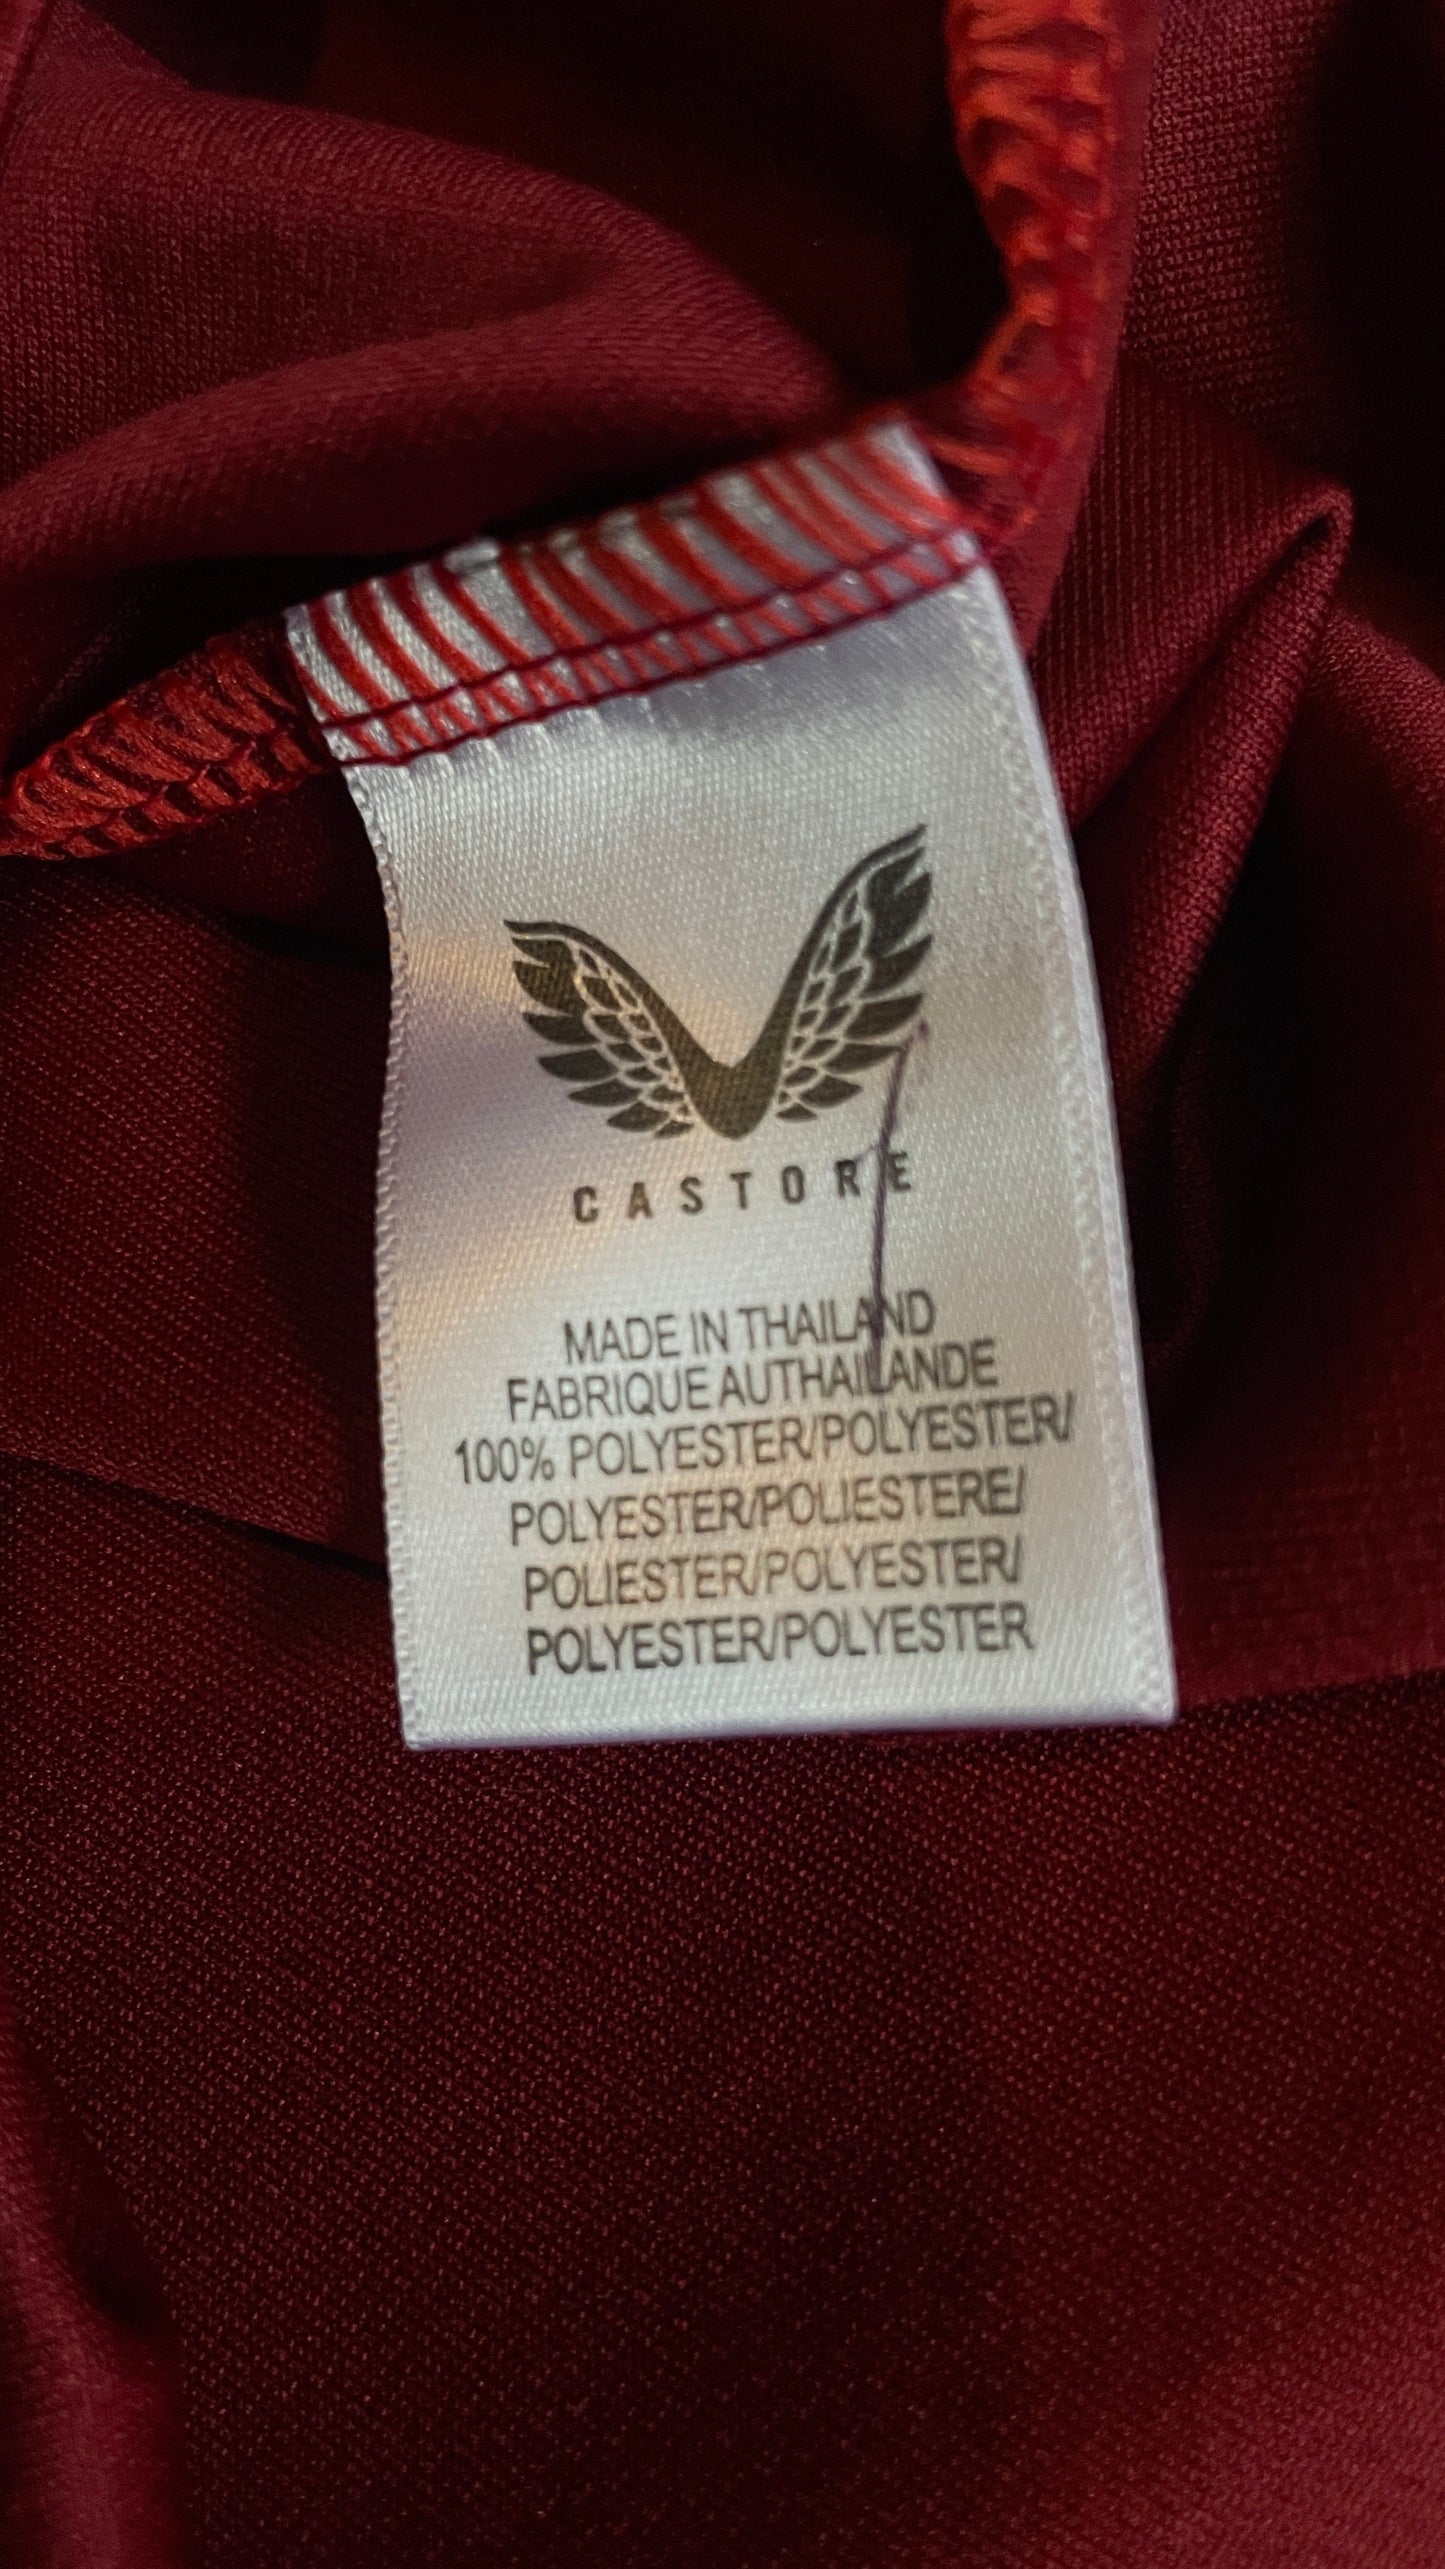 CASTORE
MADE IN THAILAND
FABRIQUE AUTHAILANDE
100% POLYESTER/POLYESTER/
POLYESTER/POLIESTERE/
POLIESTER/POLYESTER/
POLYESTER/POLYESTER